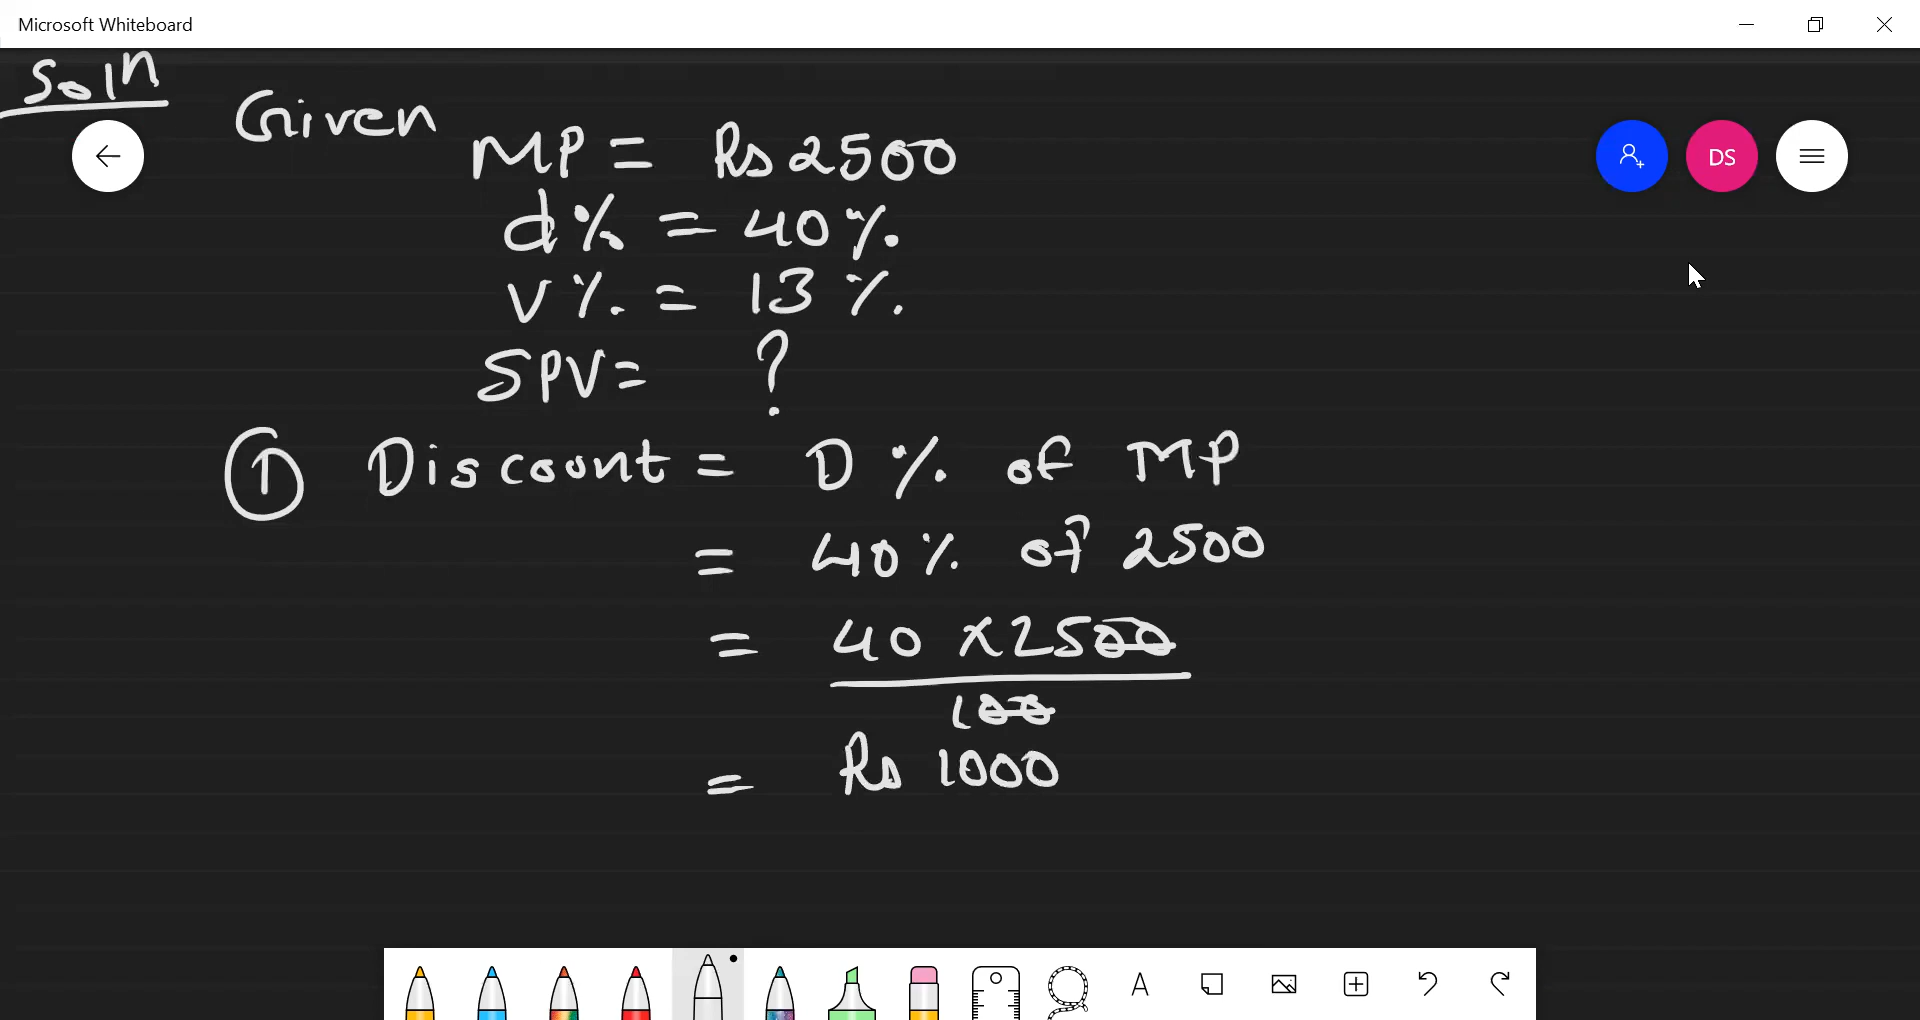 Microsoft Whiteboard
Soln
Given
MP = Rs 2500
d% = 40%
V% = 13%
SPV = ?
① Discount = D% of MP
= 40% of 2500
= 40 x 2500
100
= Rs 1000
DS
A